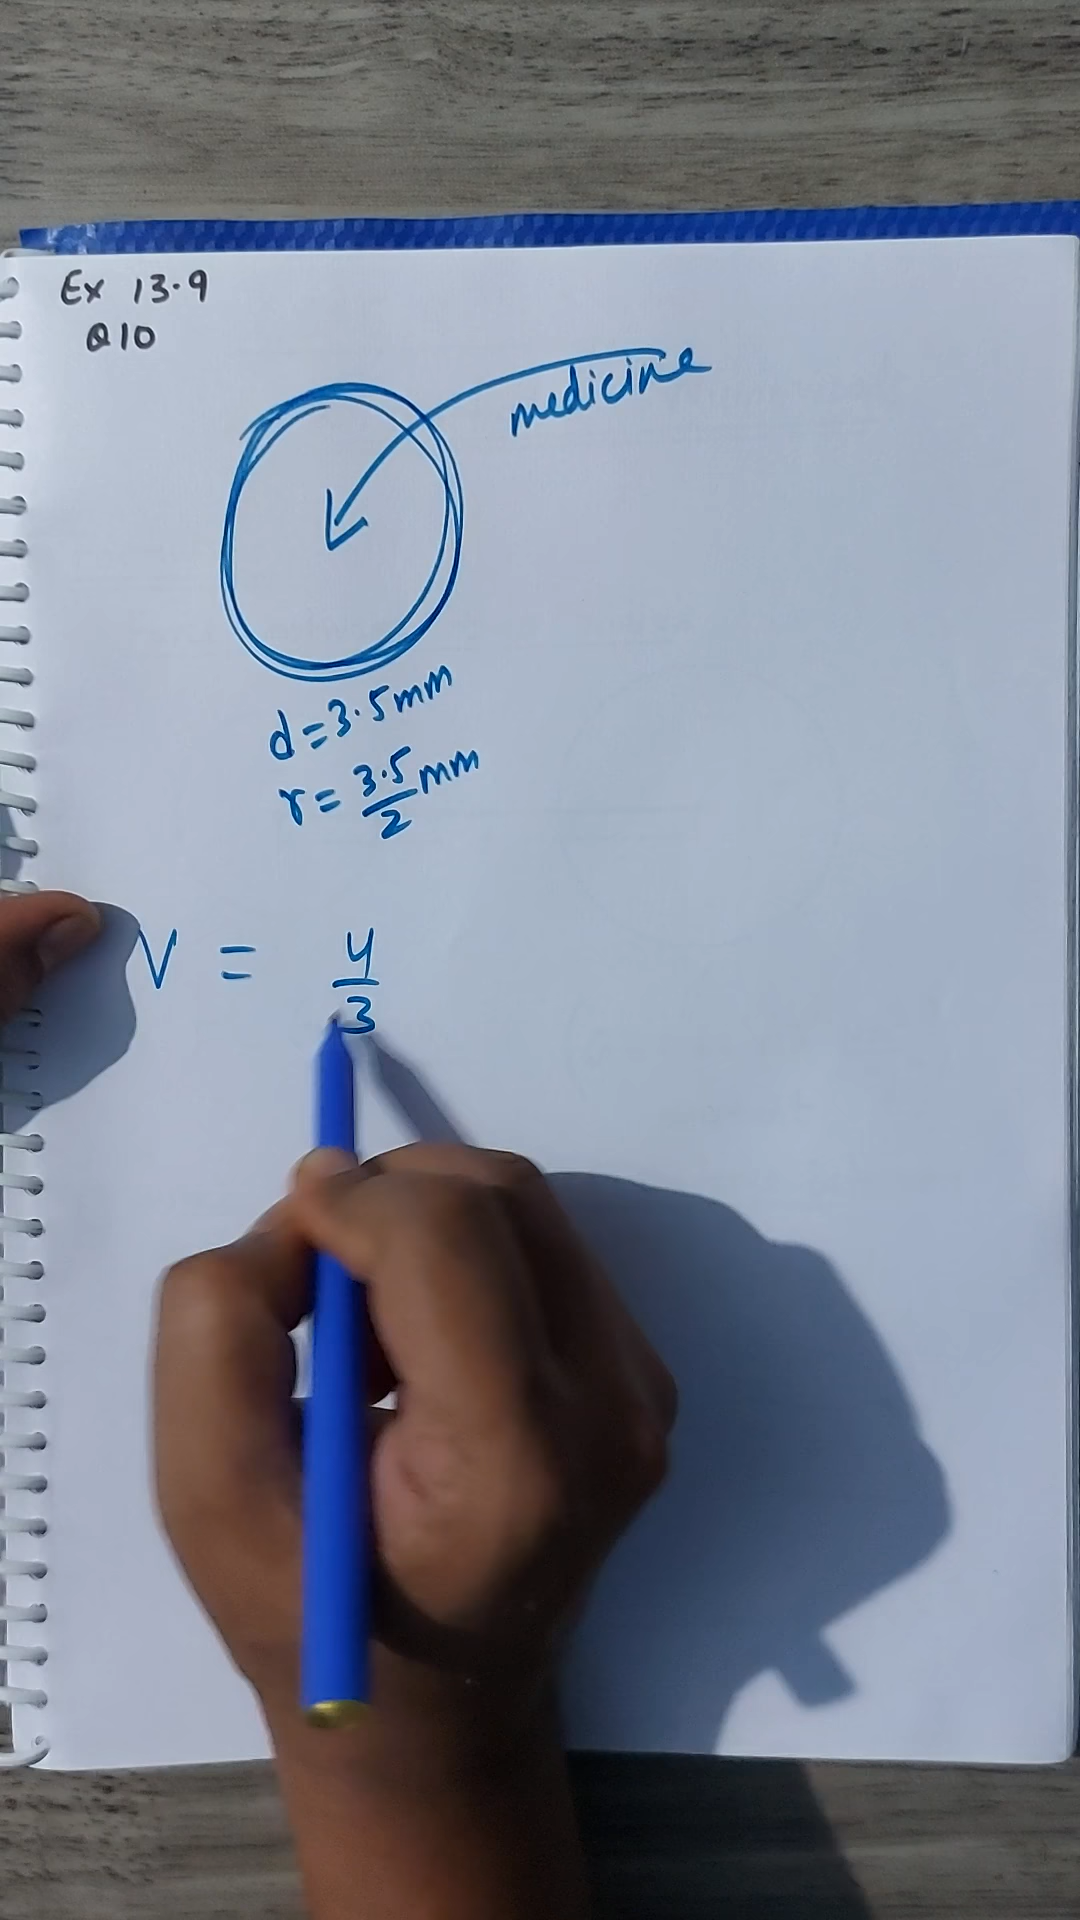 Ex 13.9
Q10
medicine
d = 3.5mm
r = 3.5/2 mm
V = 4/3